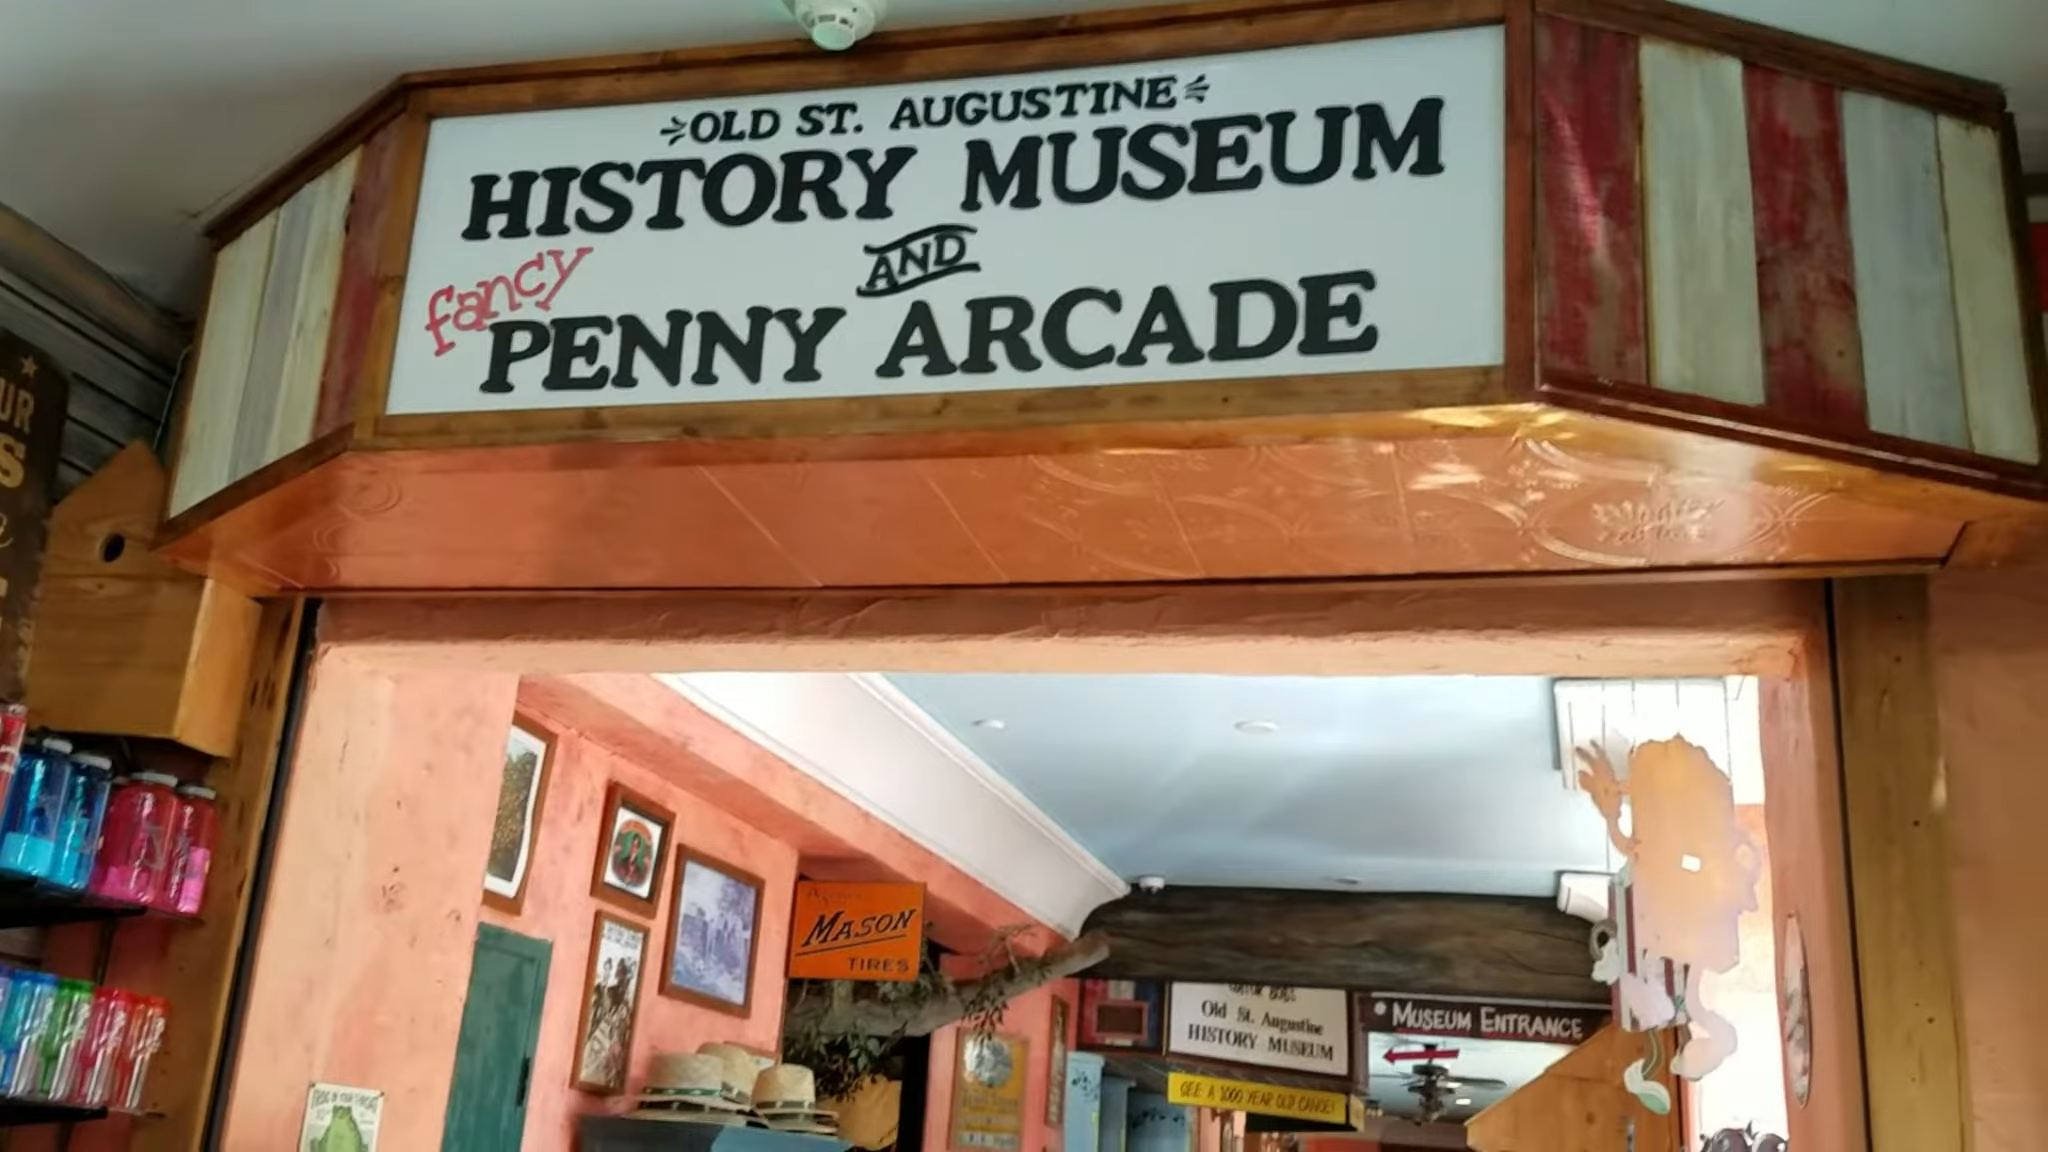 OLD ST. AUGUSTINE
HISTORY MUSEUM
AND
fancy
PENNY ARCADE
UR
S
MASON
TIRES
Old St. Augustine
HISTORY MUSEUM
MUSEUM ENTRANCE
SEE A 1000 YEAR OLD CANOE!